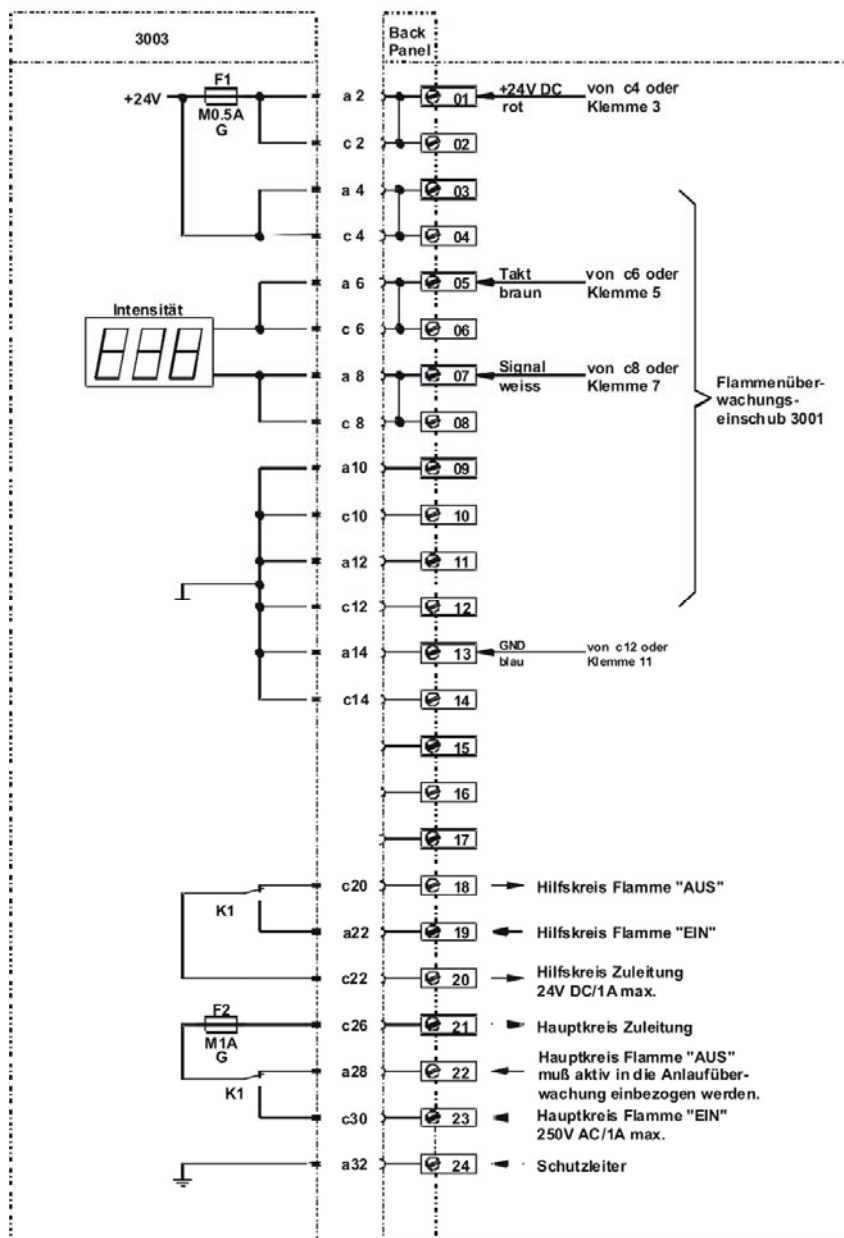 3003
Back
Panel
F1
+24V
M0.5A
G
a 2
01
+24V DC
rot
von c4 oder
Klemme 3
c 2
02
a 4
03
c 4
04
a 6
05
Takt
braun
von c6 oder
Klemme 5
Intensität
c 6
06
a 8
07
Signal
weiss
von c8 oder
Klemme 7
Flammenüber-
wachungs-
einschub 3001
c 8
08
a10
09
c10
10
a12
11
c12
12
a14
13
GND
blau
von c12 oder
Klemme 11
c14
14
15
16
17
c20
18
Hilfskreis Flamme "AUS"
K1
a22
19
Hilfskreis Flamme "EIN"
c22
20
Hilfskreis Zuleitung
24V DC/1A max.
F2
M1A
G
c26
21
Hauptkreis Zuleitung
a28
22
Hauptkreis Flamme "AUS"
muß aktiv in die Anlaufüber-
wachung einbezogen werden.
K1
c30
23
Hauptkreis Flamme "EIN"
250V AC/1A max.
a32
24
Schutzleiter